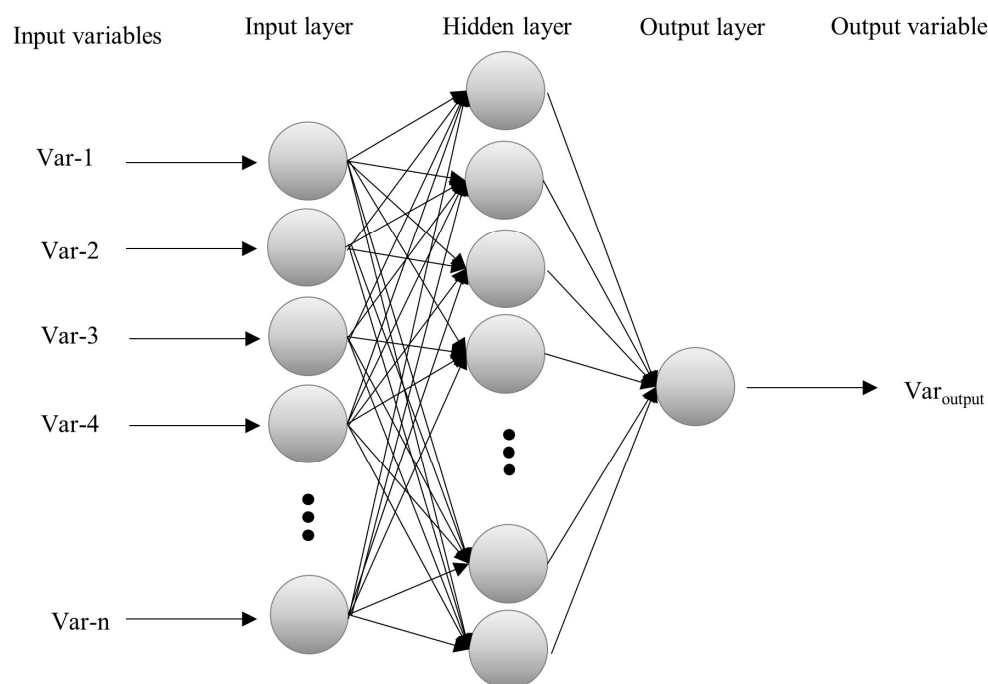 Input variables
Input layer
Hidden layer
Output layer
Output variable
Var-1
Var-2
Var-3
Var-4
Var-n
Varoutput